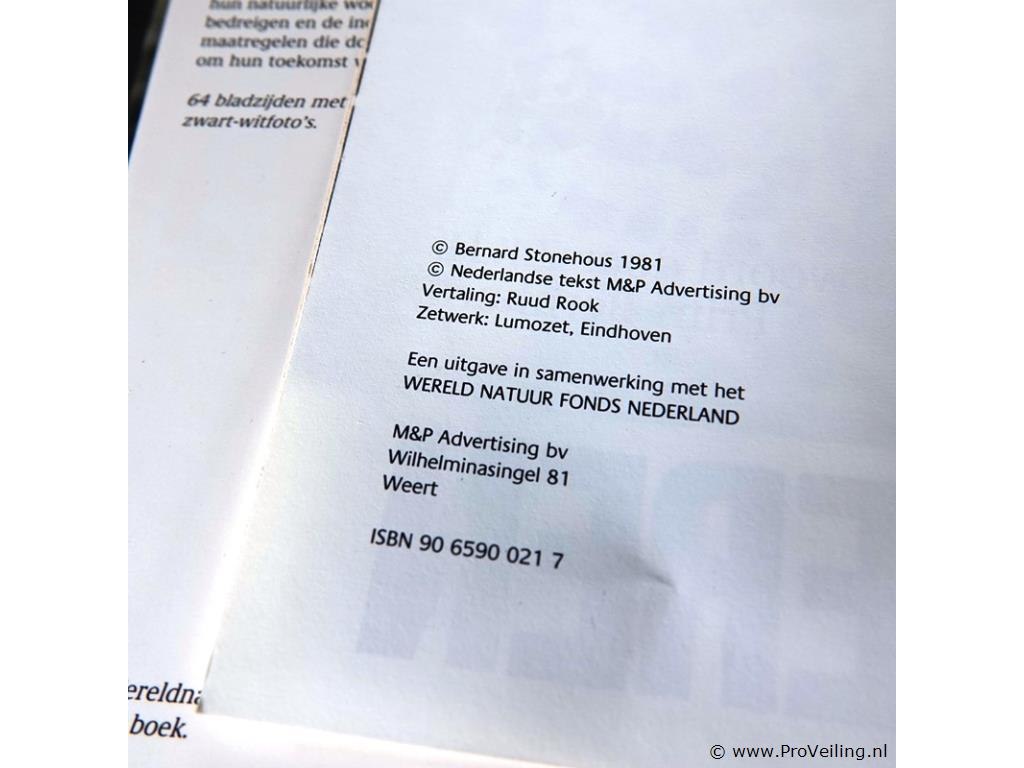 hun natuurlijke
bedreigen en de
maatregelen die
om hun toekomst
64 bladzijden met
zwart-witfoto's.
© Bernard Stonehous 1981
© Nederlandse tekst M&P Advertising bv
Vertaling: Ruud Rook
Zetwerk: Lumozet, Eindhoven
Een uitgave in samenwerking met het
WERELD NATUUR FONDS NEDERLAND
M&P Advertising bv
Wilhelminasingel 81
Weert
ISBN 90 6590 021 7
boek.
© www.ProVeiling.nl